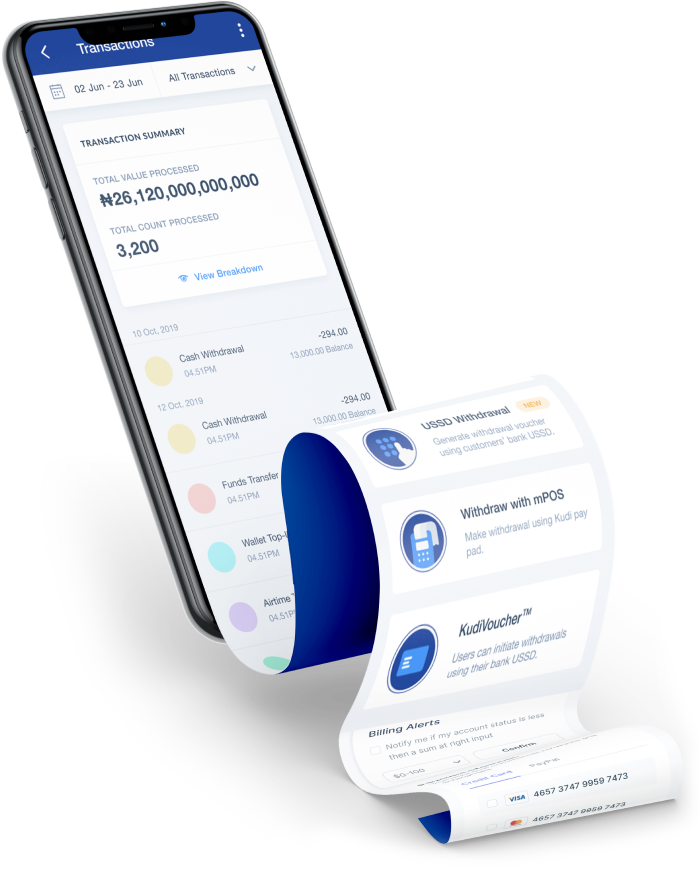 Transactions
02 Jun - 23 Jun
All Transactions
TRANSACTION SUMMARY
TOTAL VALUE PROCESSED
₦26,120,000,000,000
TOTAL COUNT PROCESSED
3,200
View Breakdown
10 Oct, 2019
Cash Withdrawal
-294.00
04.51PM
13,000.00 Balance
12 Oct, 2019
Cash Withdrawal
-294.00
04.51PM
13,000.00 Balance
Funds Transfer
04.51PM
Wallet Top-
04.51PM
Airtime
04.51P
USSD Withdrawal
NEW
Generate withdrawal voucher
using customers' bank USSD.
Withdraw with mPOS
Make withdrawal using Kudi pay
pad.
KudiVoucher™
Users can initiate withdrawals
using their bank USSD.
Billing Alerts
Notify me if my account status is less
then a sum at right input
$0-100
Confirm
Credit Card
PayPal
VISA
4657 3747 9959 7473
4657 3747 9959 7473